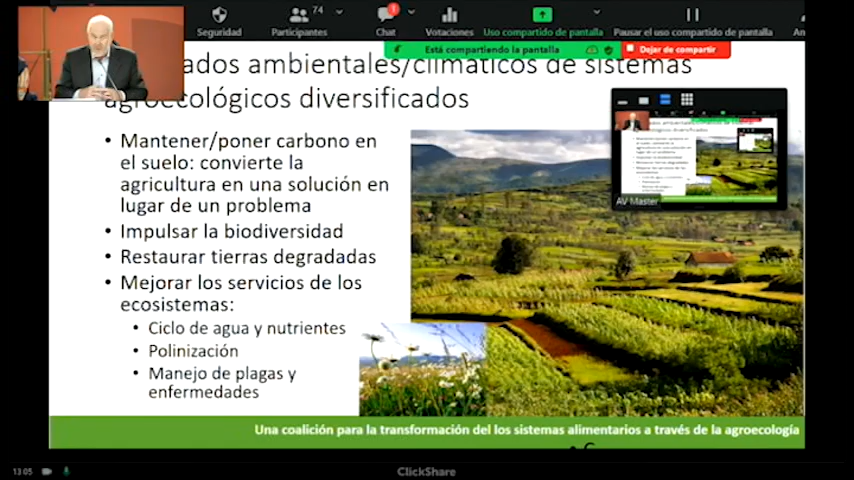 74
1
Seguridad
Participantes
Chat
Votaciones
Uso compartido de pantalla
Pausar el uso compartido de pantalla
Está compartiendo la pantalla
Dejar de compartir
ambientales/climáticos de sistemas
agroecológicos diversificados
• Mantener/poner carbono en
el suelo: convierte la
agricultura en una solución en
lugar de un problema
• Impulsar la biodiversidad
• Restaurar tierras degradadas
• Mejorar los servicios de los
ecosistemas:
• Ciclo de agua y nutrientes
• Polinización
• Manejo de plagas y
enfermedades
AV Master
Una coalición para la transformación del los sistemas alimentarios a través de la agroecología
13:05
ClickShare